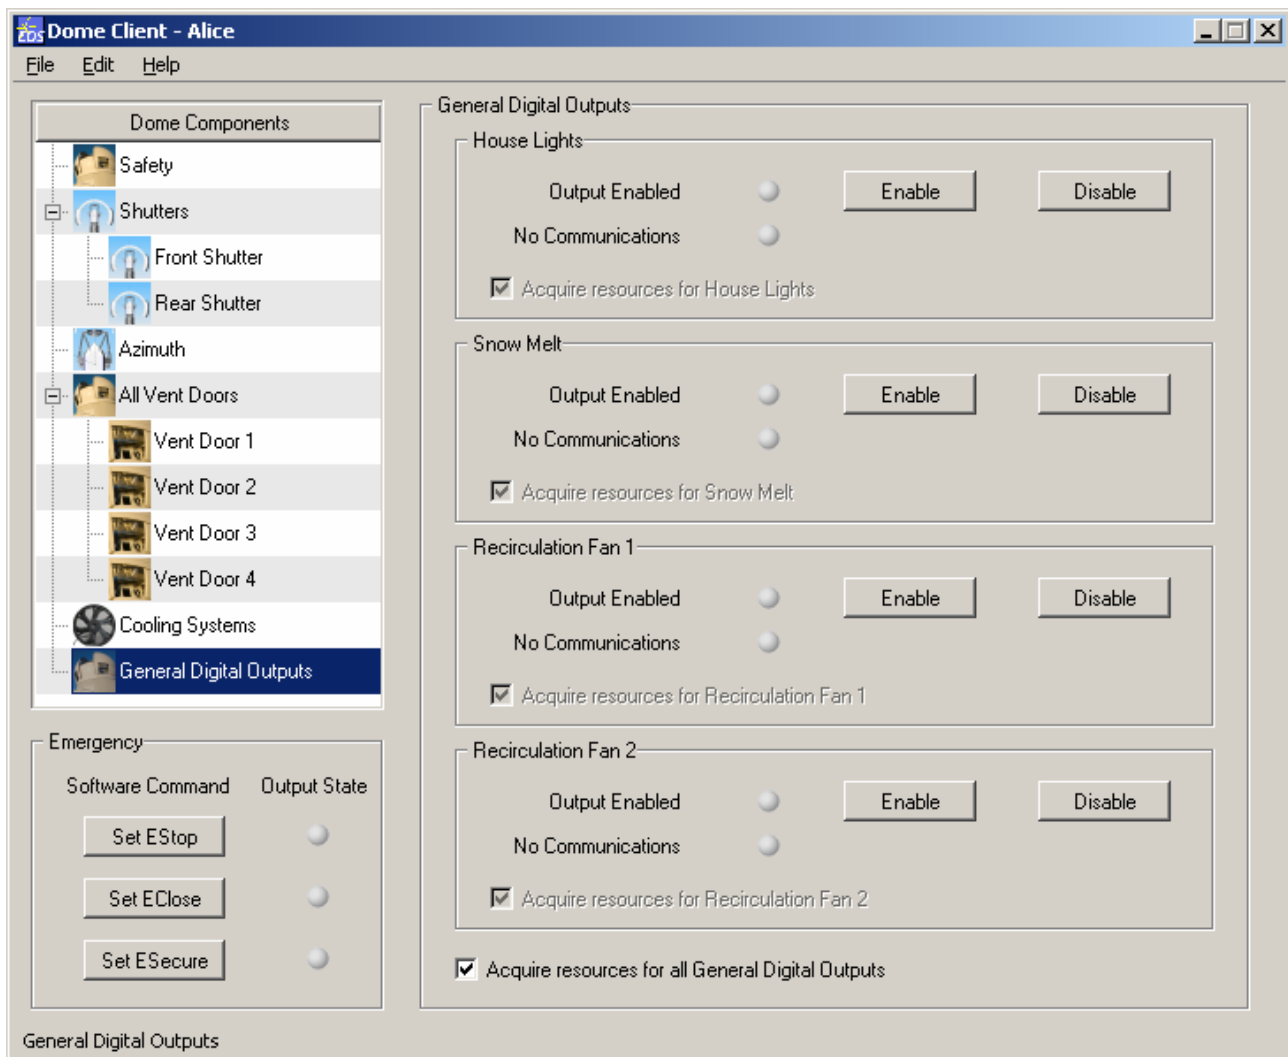 EDS Dome Client - Alice
File Edit Help
Dome Components
Safety
Shutters
Front Shutter
Rear Shutter
Azimuth
All Vent Doors
Vent Door 1
Vent Door 2
Vent Door 3
Vent Door 4
Cooling Systems
General Digital Outputs
Emergency
Software Command Output State
Set EStop
Set EClose
Set ESecure
General Digital Outputs
House Lights
Output Enabled Enable Disable
No Communications
Acquire resources for House Lights
Snow Melt
Output Enabled Enable Disable
No Communications
Acquire resources for Snow Melt
Recirculation Fan 1
Output Enabled Enable Disable
No Communications
Acquire resources for Recirculation Fan 1
Recirculation Fan 2
Output Enabled Enable Disable
No Communications
Acquire resources for Recirculation Fan 2
Acquire resources for all General Digital Outputs
General Digital Outputs